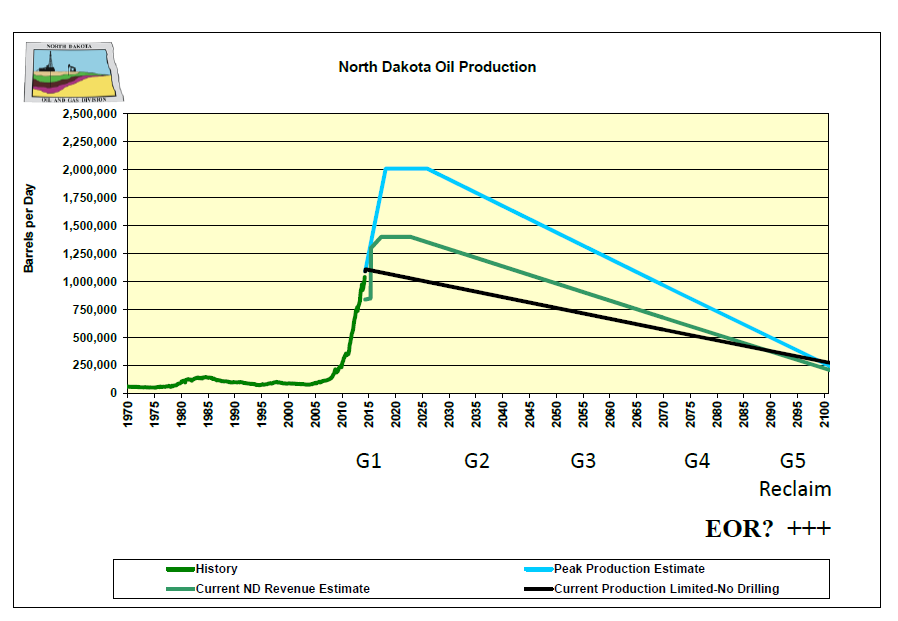 NORTH DAKOTA
OIL AND GAS DIVISION
North Dakota Oil Production
Barrels per Day
2,500,000
2,250,000
2,000,000
1,750,000
1,500,000
1,250,000
1,000,000
750,000
500,000
250,000
0
1970 1975 1980 1985 1990 1995 2000 2005 2010 2015 2020 2025 2030 2035 2040 2045 2050 2055 2060 2065 2070 2075 2080 2085 2090 2095 2100
G1 G2 G3 G4 G5
Reclaim
EOR? +++
History Peak Production Estimate
Current ND Revenue Estimate Current Production Limited-No Drilling